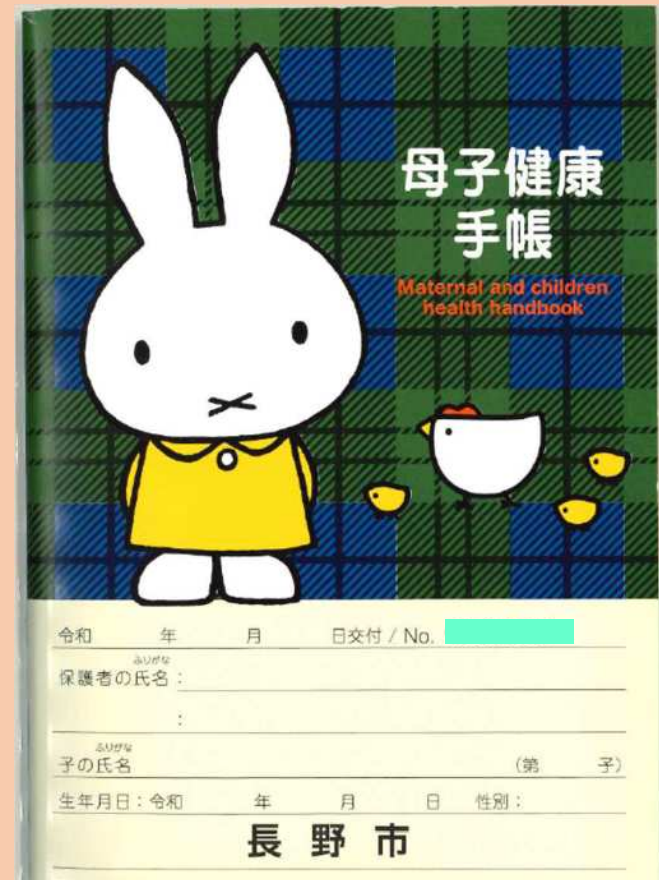 母子健康
手帳
Maternal and children
health handbook
令和 年 月 日交付 / No.
ふりがな
保護者の氏名:
:
ふりがな
子の氏名 (第 子)
生年月日:令和 年 月 日 性別:
長野市